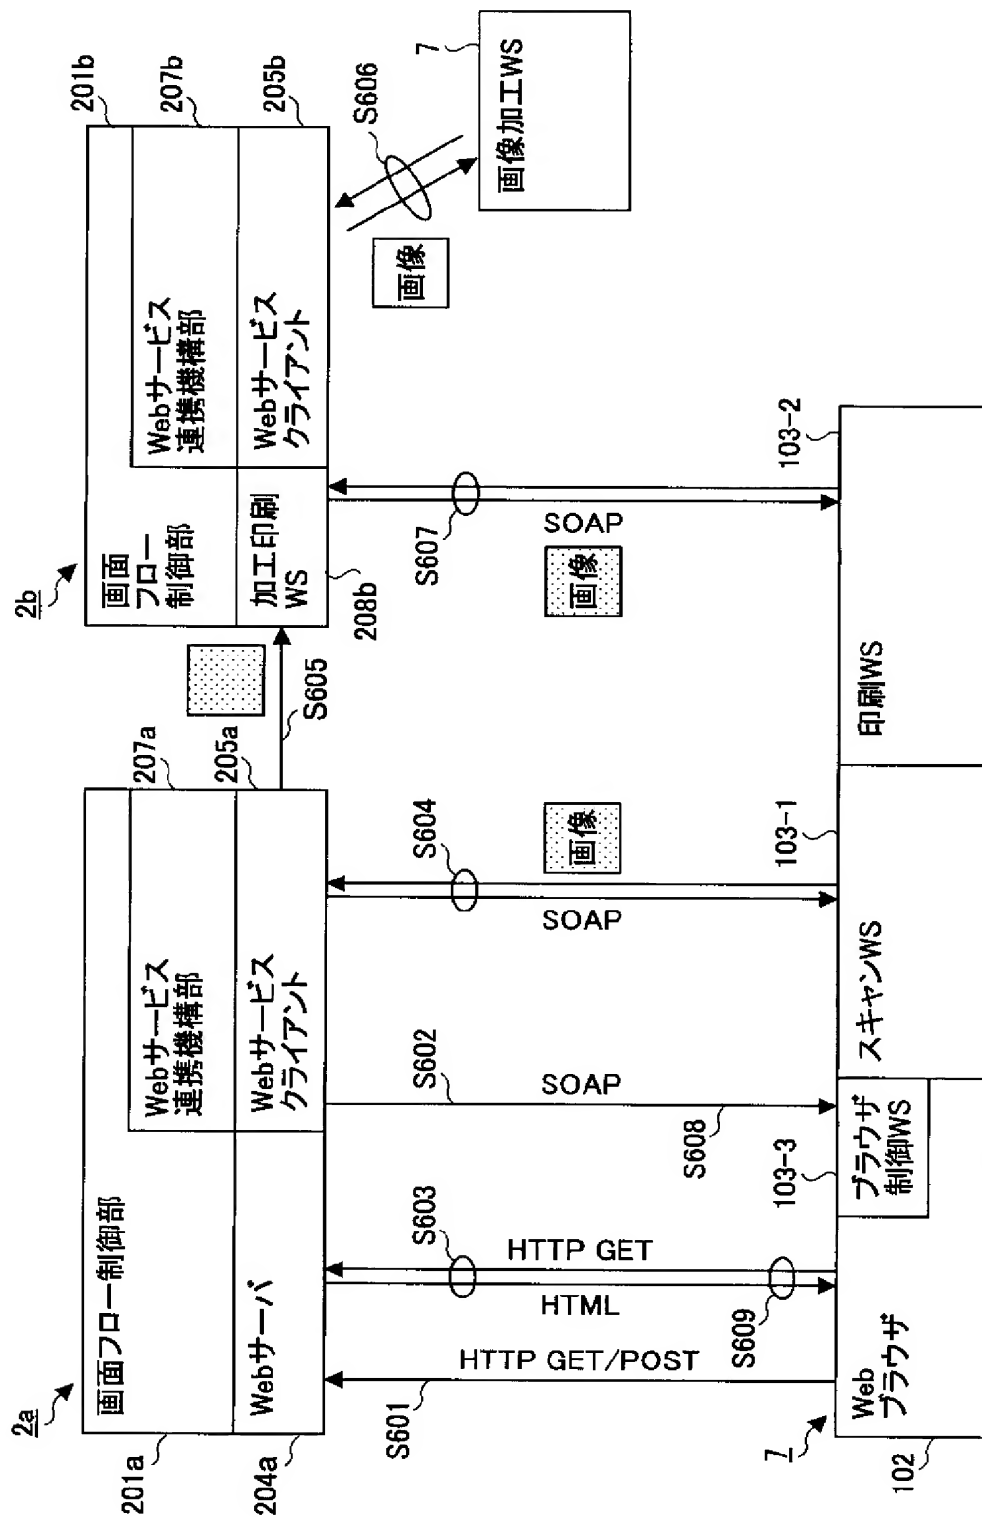 2a
201a
画面フロー制御部
204a
Webサーバ
Webサービス
連携機構部
207a
Webサービス
クライアント
205a
S605
2b
画面
フロー
制御部
201b
Webサービス
連携機構部
207b
加工印刷
WS
208b
Webサービス
クライアント
205b
S606
画像
7
画像加工WS
S601
HTTP GET/POST
S603
HTML
HTTP GET
S609
S602
SOAP
S608
S604
SOAP
画像
S607
SOAP
画像
7
102
Web
ブラウザ
103-3
ブラウザ
制御WS
103-1
スキャンWS
103-2
印刷WS